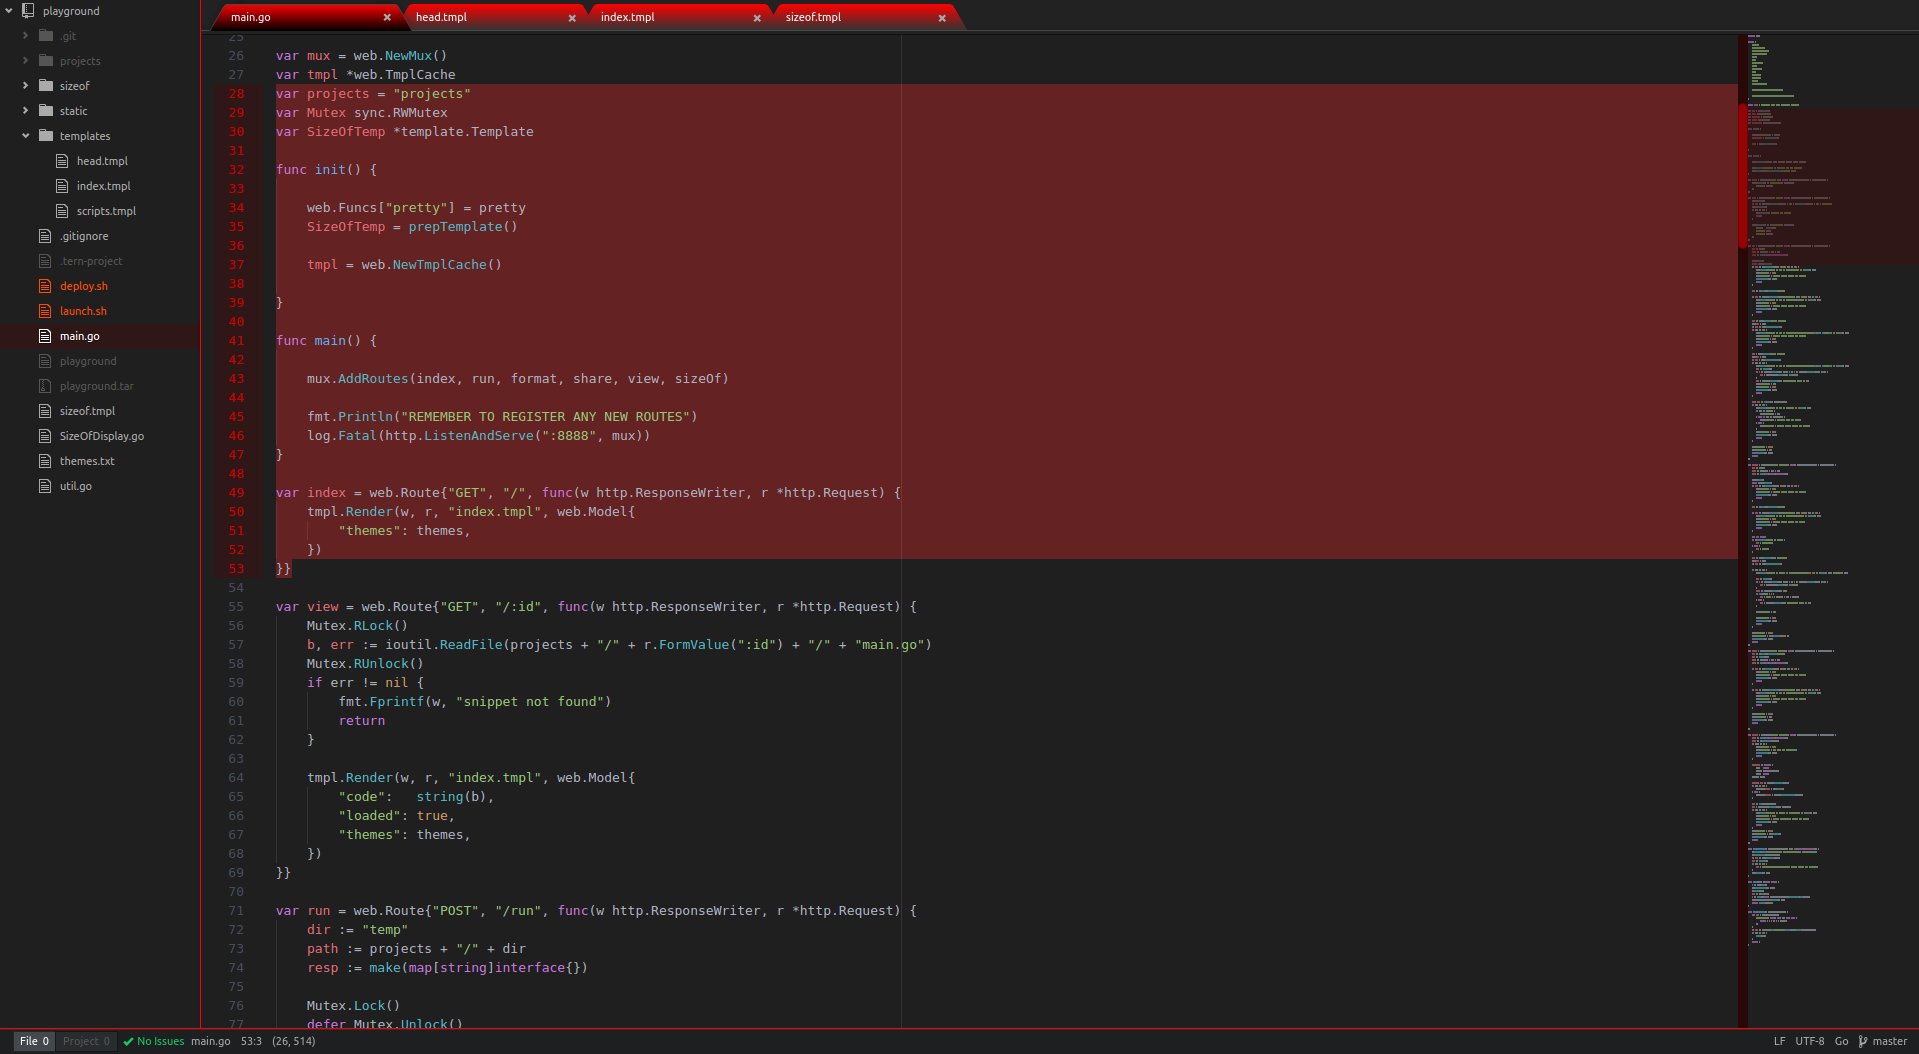 playground
.git
projects
sizeof
static
templates
head.tmpl
index.tmpl
scripts.tmpl
.gitignore
.tern-project
deploy.sh
launch.sh
main.go
playground
playground.tar
sizeof.tmpl
SizeOfDisplay.go
themes.txt
util.go
main.go
head.tmpl
index.tmpl
sizeof.tmpl
25
26 var mux = web.NewMux()
27 var tmpl *web.TmplCache
28 var projects = "projects"
29 var Mutex sync.RWMutex
30 var SizeOfTemp *template.Template
31
32 func init() {
33
34     web.Funcs["pretty"] = pretty
35     SizeOfTemp = prepTemplate()
36
37     tmpl = web.NewTmplCache()
38
39 }
40
41 func main() {
42
43     mux.AddRoutes(index, run, format, share, view, sizeOf)
44
45     fmt.Println("REMEMBER TO REGISTER ANY NEW ROUTES")
46     log.Fatal(http.ListenAndServe(":8888", mux))
47 }
48
49 var index = web.Route{"GET", "/", func(w http.ResponseWriter, r *http.Request) {
50     tmpl.Render(w, r, "index.tmpl", web.Model{
51         "themes": themes,
52     })
53 }}
54
55 var view = web.Route{"GET", "/:id", func(w http.ResponseWriter, r *http.Request) {
56     Mutex.RLock()
57     b, err := ioutil.ReadFile(projects + "/" + r.FormValue(":id") + "/" + "main.go")
58     Mutex.RUnlock()
59     if err != nil {
60         fmt.Fprintf(w, "snippet not found")
61         return
62     }
63
64     tmpl.Render(w, r, "index.tmpl", web.Model{
65         "code":   string(b),
66         "loaded": true,
67         "themes": themes,
68     })
69 }}
70
71 var run = web.Route{"POST", "/run", func(w http.ResponseWriter, r *http.Request) {
72     dir := "temp"
73     path := projects + "/" + dir
74     resp := make(map[string]interface{})
75
76     Mutex.Lock()
77     defer Mutex.Unlock()
File 0 Project 0 No Issues main.go 53:3 (26, 514) LF UTF-8 Go master